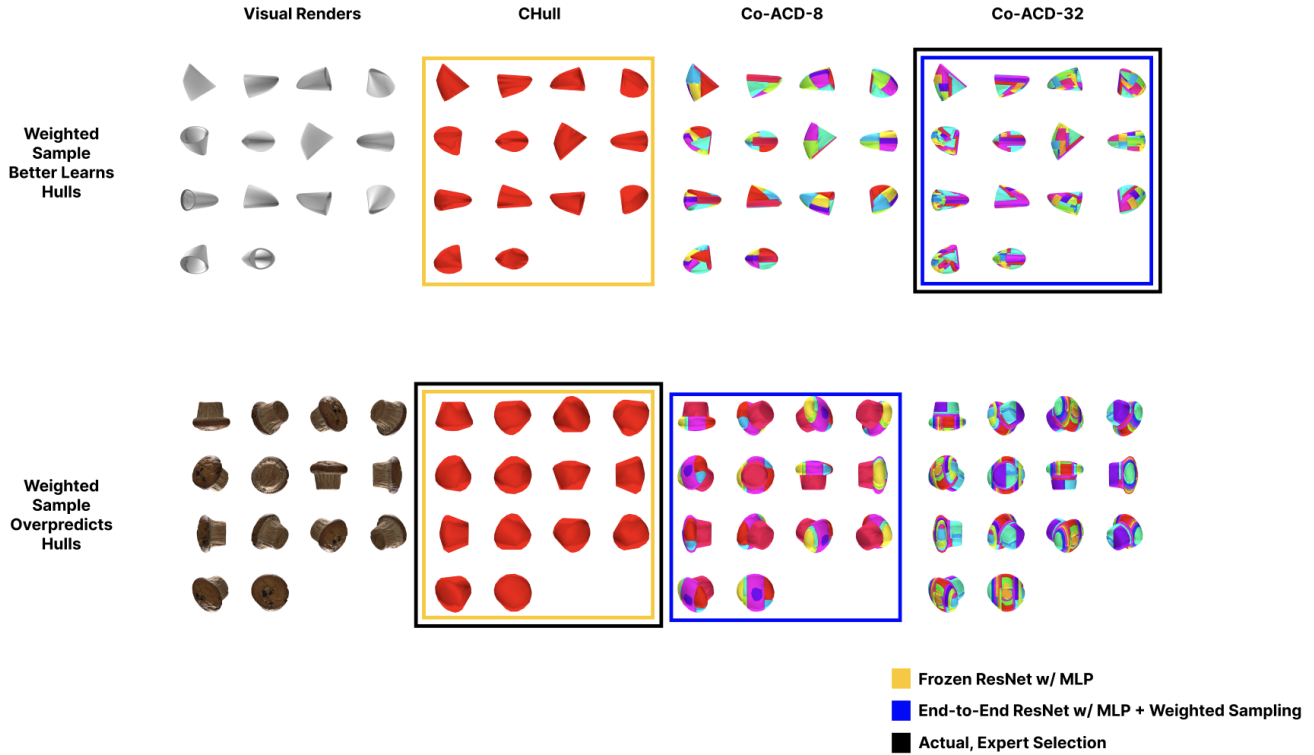 Visual Renders
CHull
Co-ACD-8
Co-ACD-32
Weighted
Sample
Better Learns
Hulls
Weighted
Sample
Overpredicts
Hulls
Frozen ResNet w/ MLP
End-to-End ResNet w/ MLP + Weighted Sampling
Actual, Expert Selection